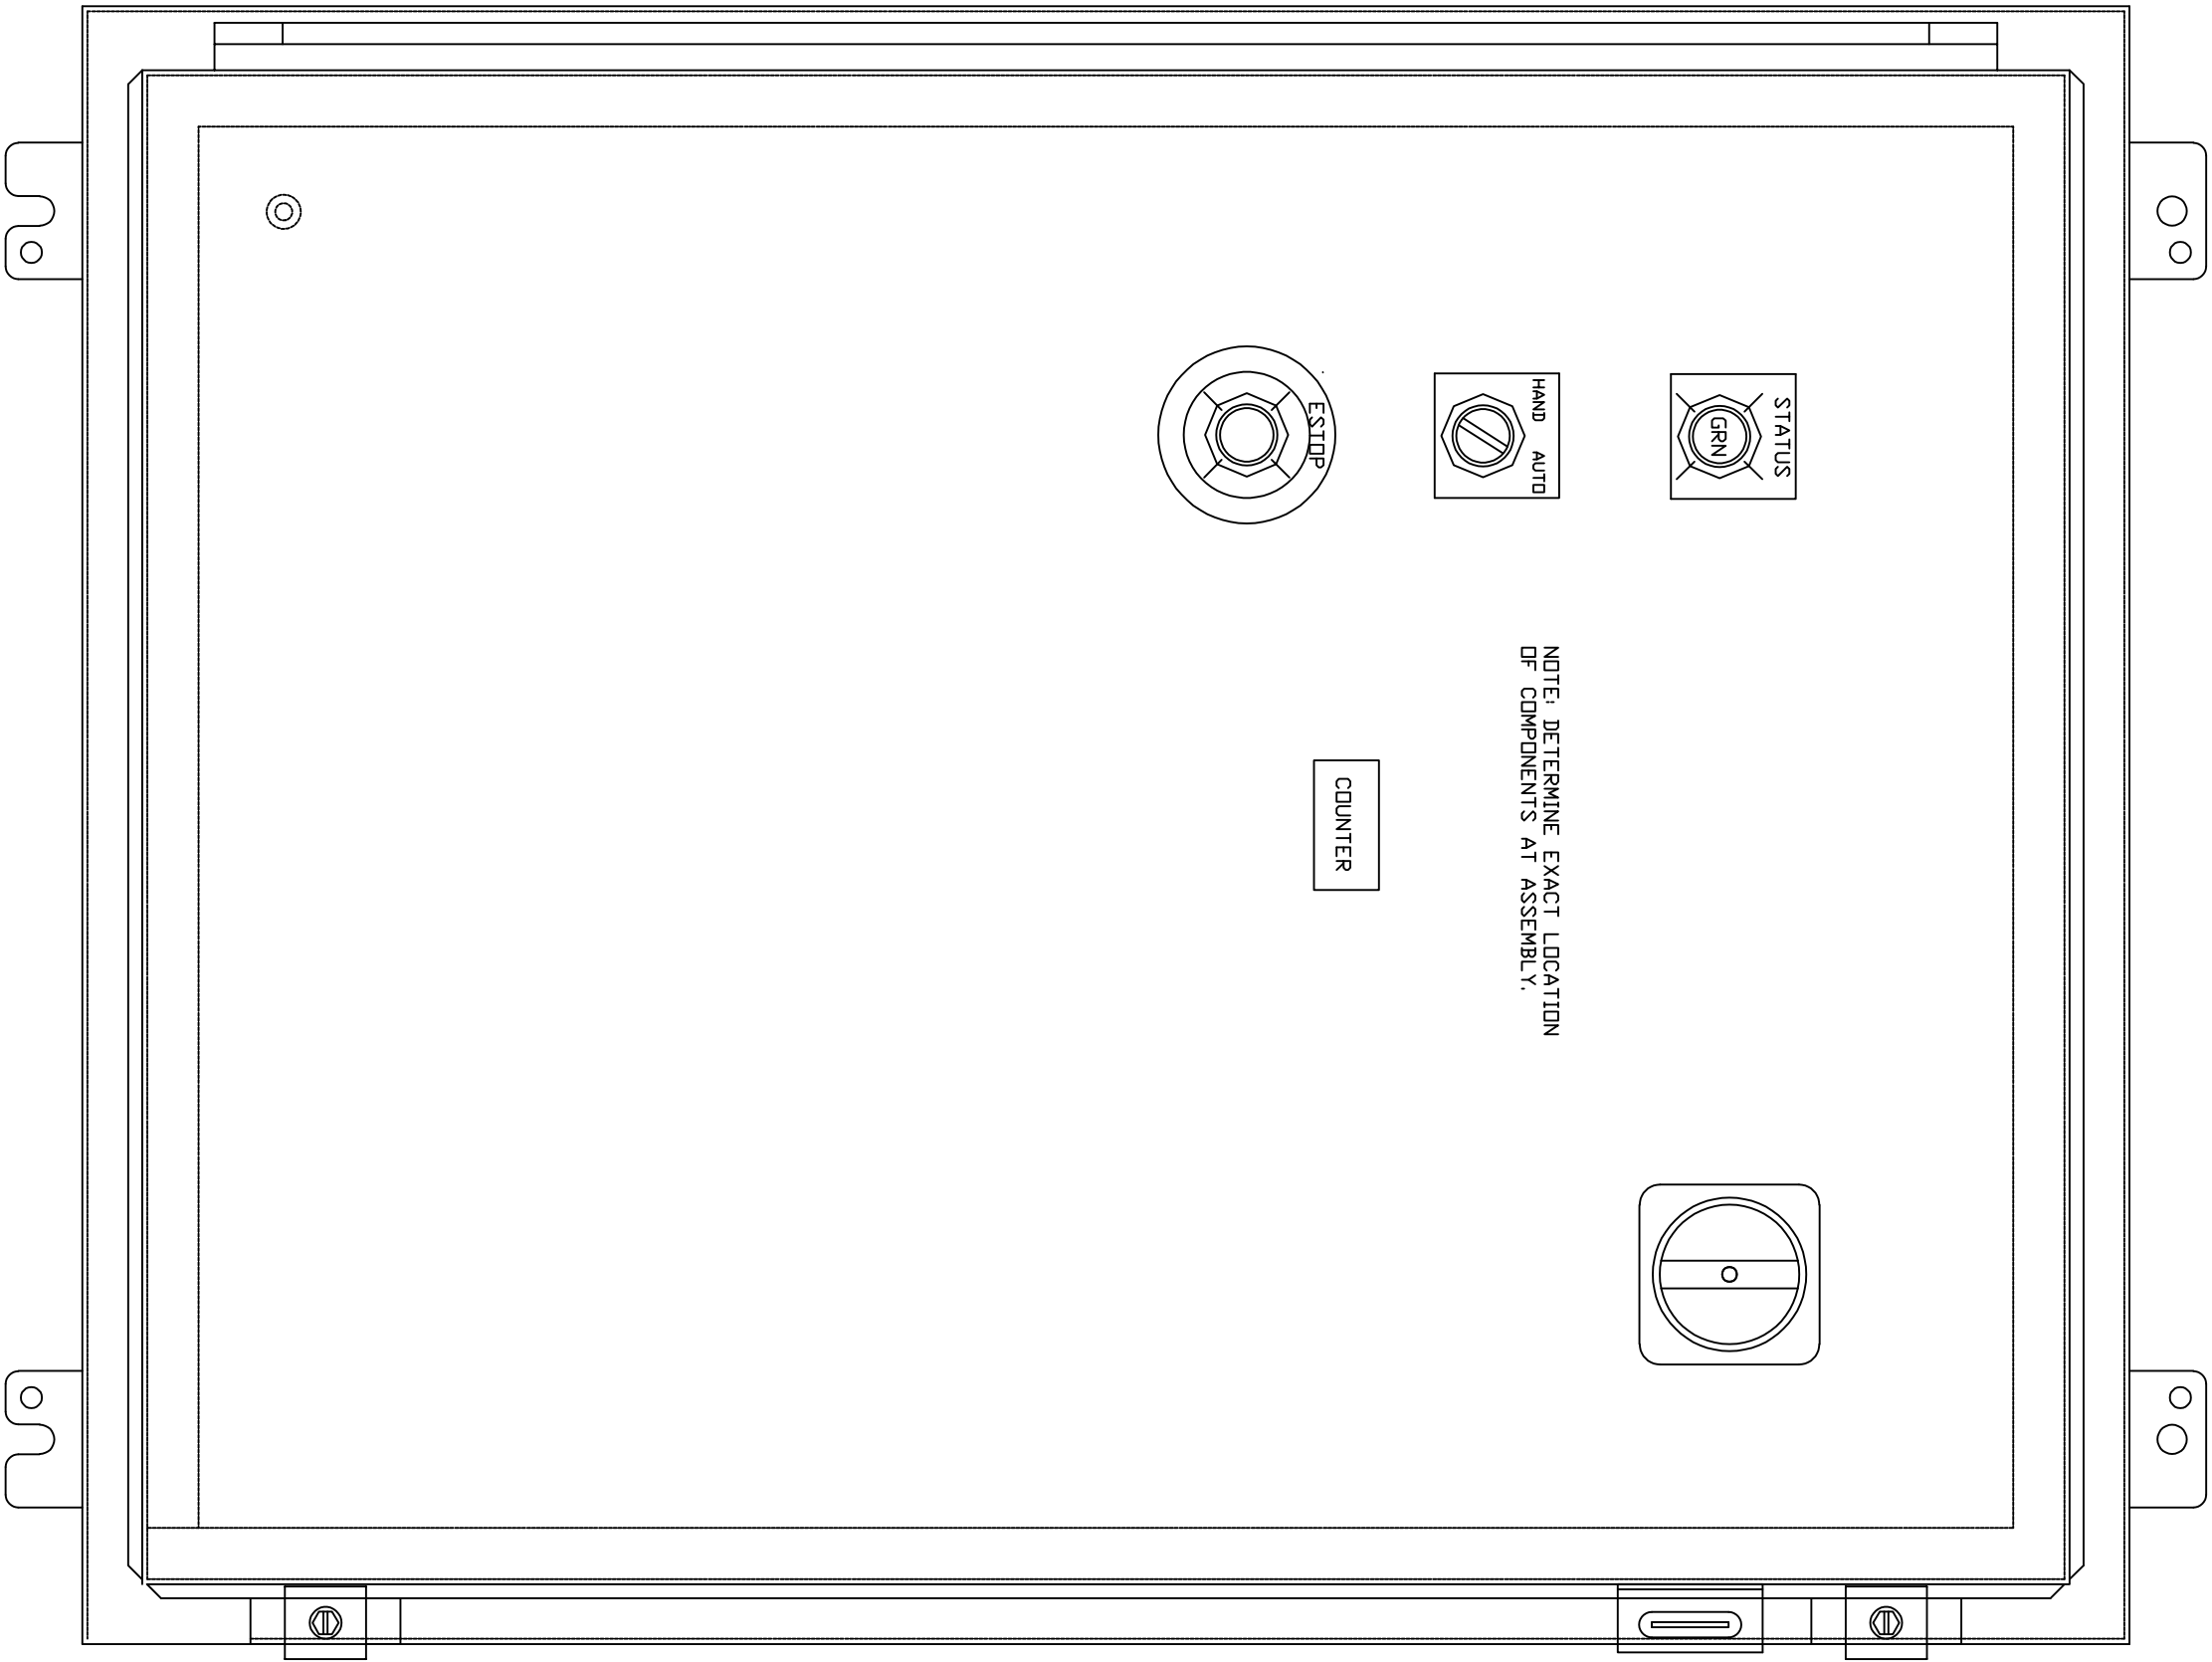 STATUS
GRN
HAND AUTO
ESTOP
NOTE: DETERMINE EXACT LOCATION
OF COMPONENTS AT ASSEMBLY.
COUNTER